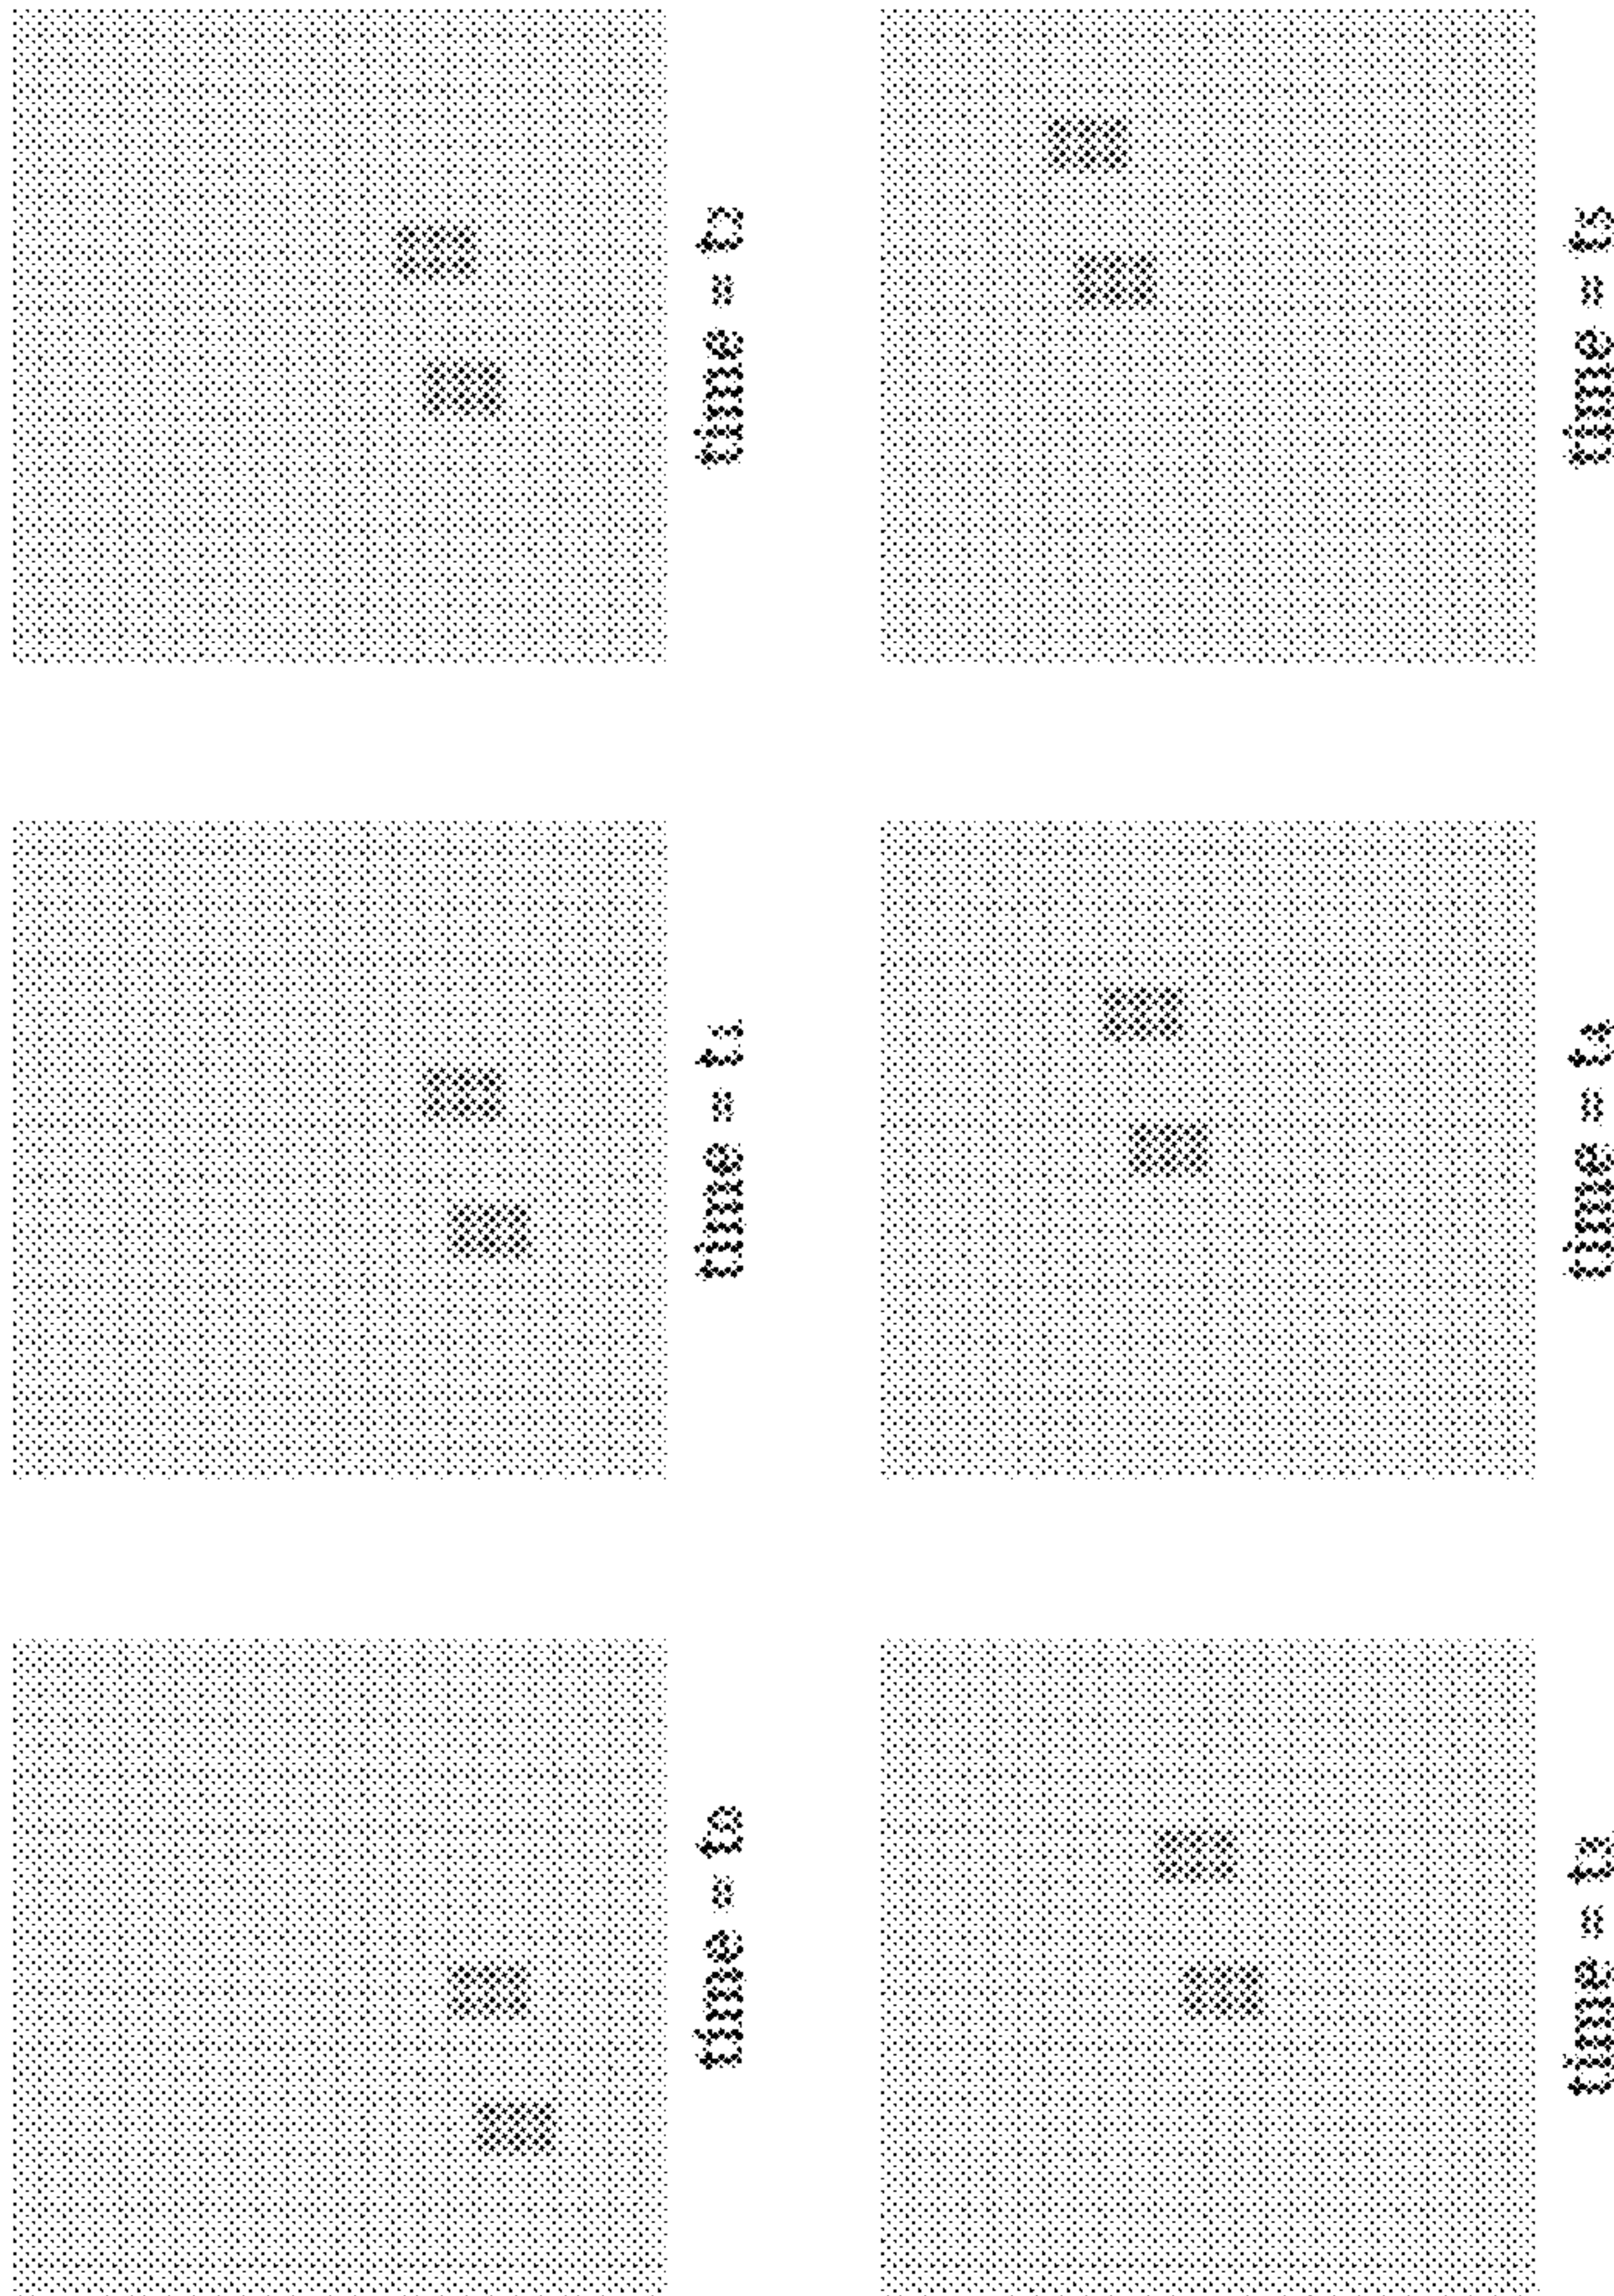 time = t0
time = t1
time = t2
time = t3
time = t4
time = t5